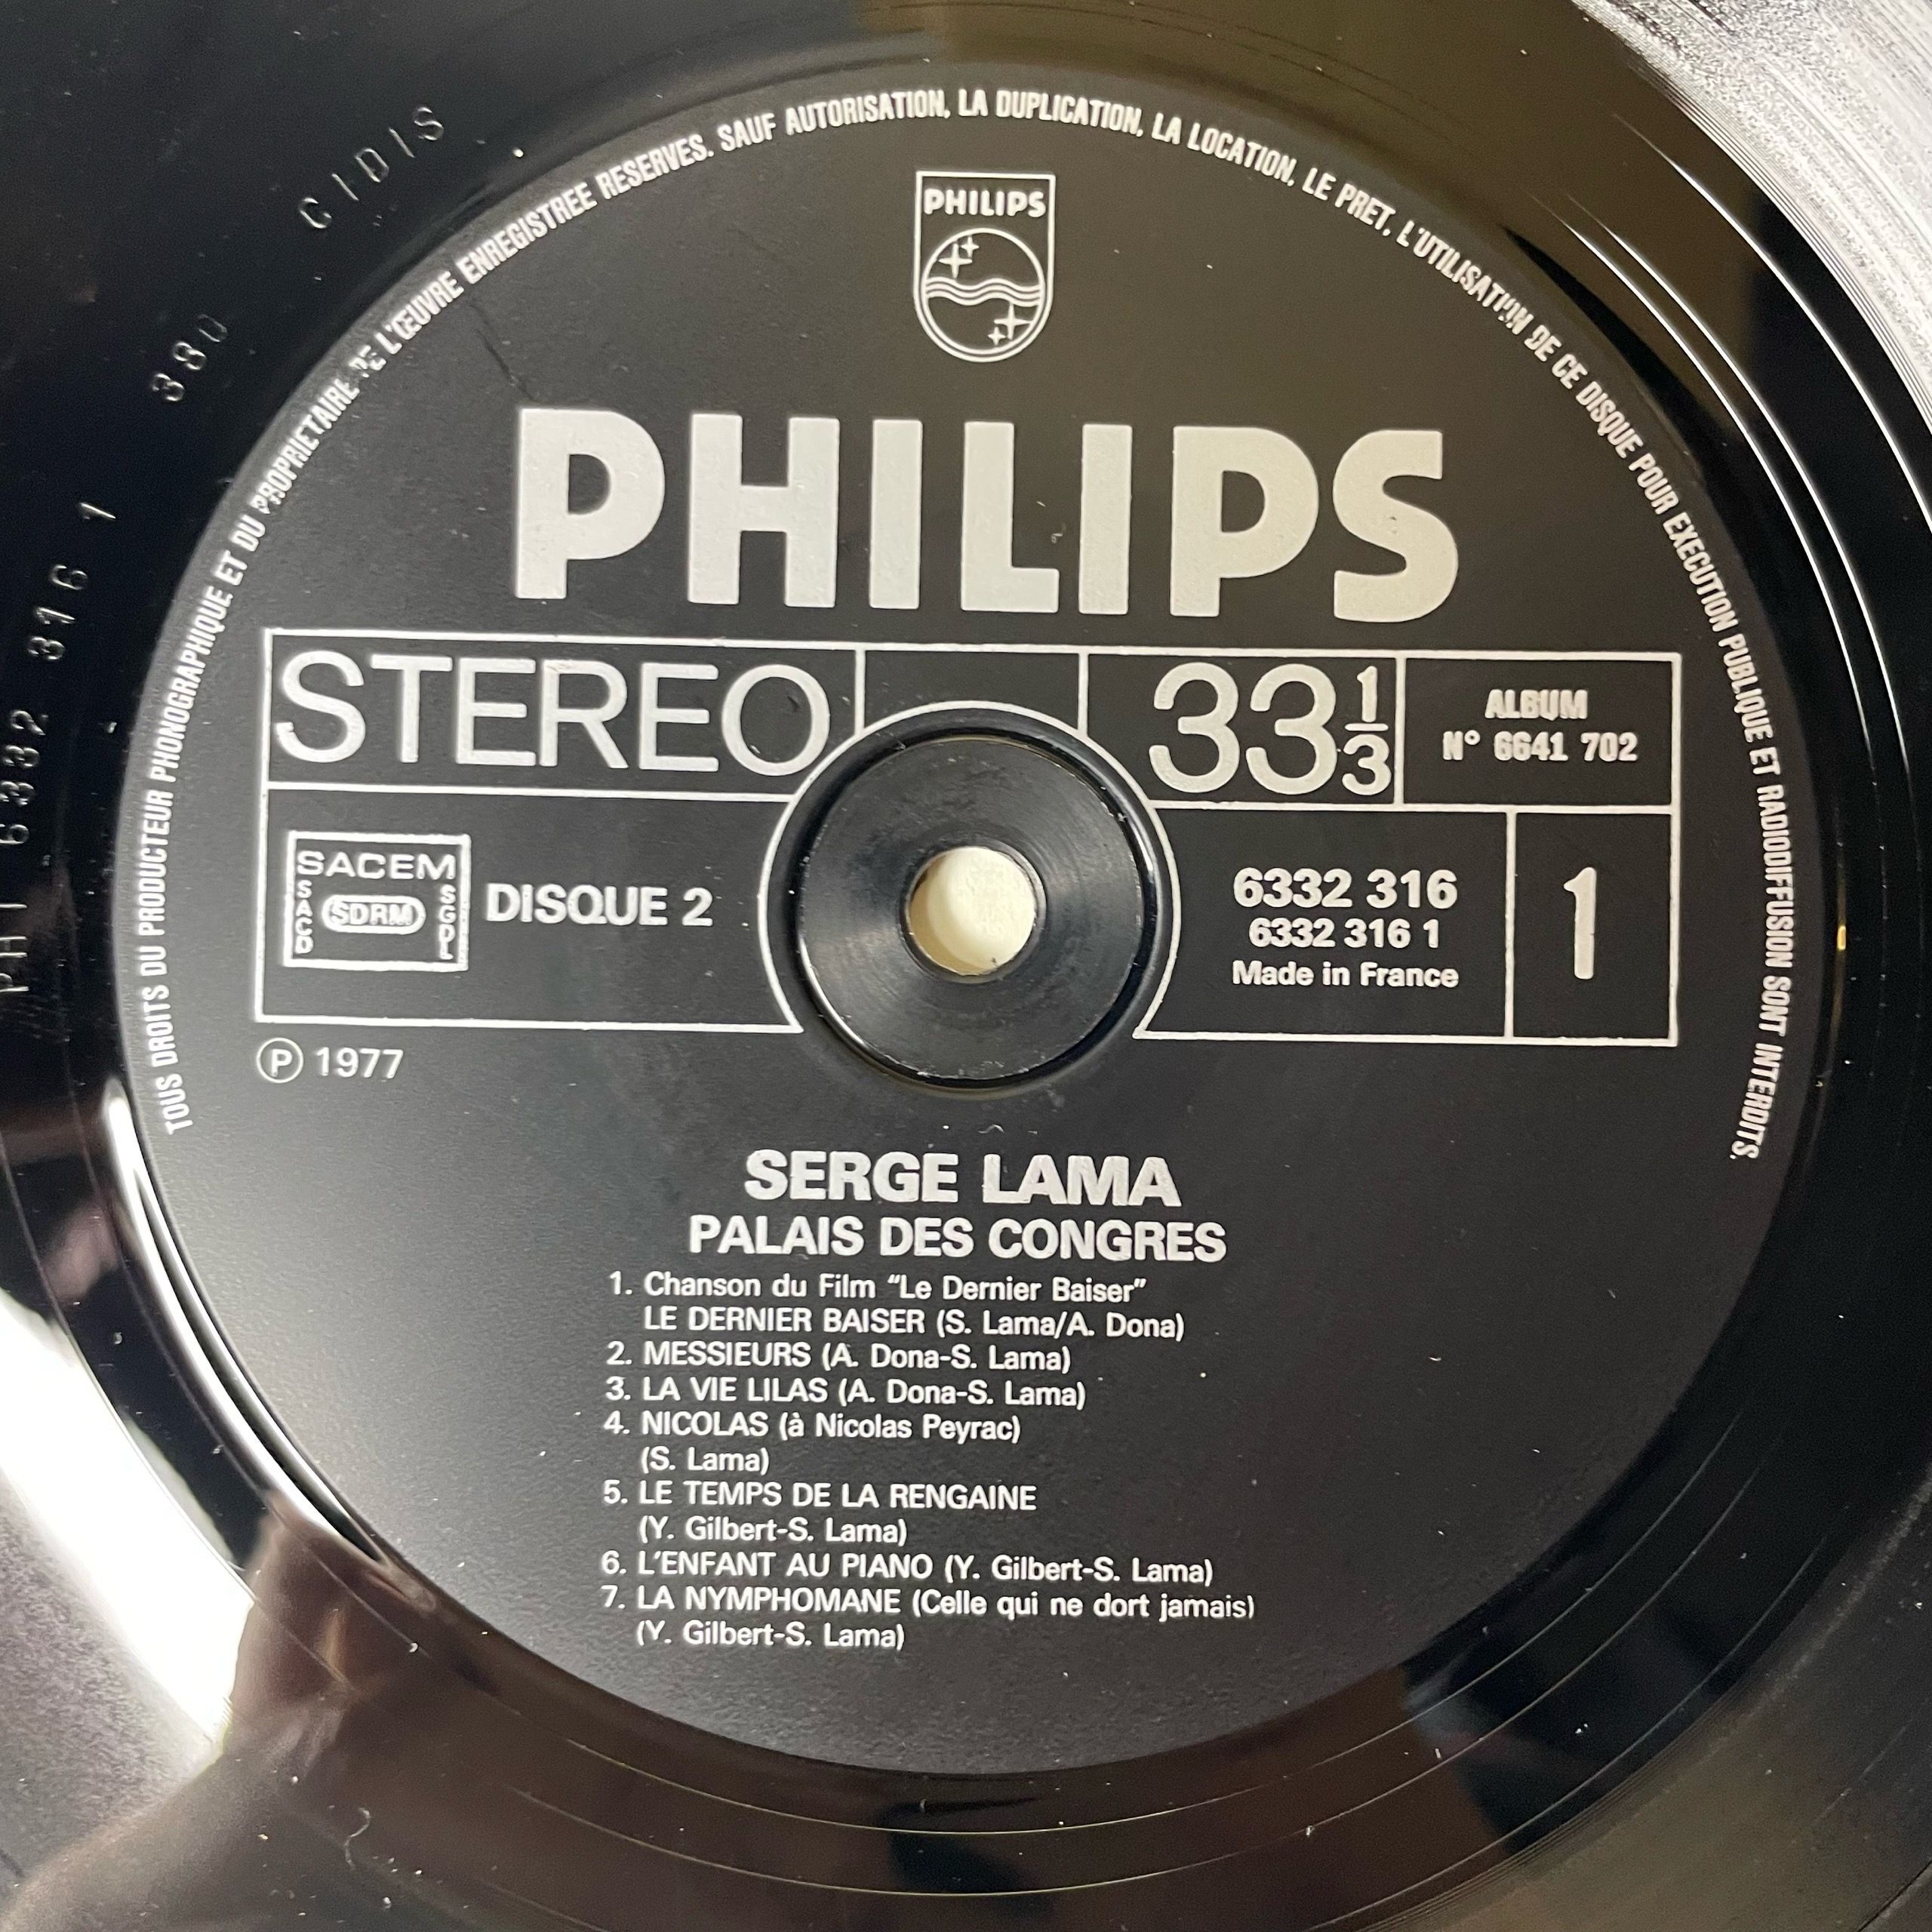 CIDIS
380
PHI 6332 316 1
TOUS DROITS DU PRODUCTEUR PHONOGRAPHIQUE ET DU PROPRIETAIRE DE L'ŒUVRE ENREGISTREE RESERVES. SAUF AUTORISATION, LA DUPLICATION, LA LOCATION, LE PRET, L'UTILISATION DE CE DISQUE POUR EXECUTION PUBLIQUE ET RADIODIFFUSION SONT INTERDITS.
PHILIPS
PHILIPS
STEREO
33 1/3
ALBUM
N° 6641 702
SACEM
SACD
SDRM
SGDL
DISQUE 2
6332 316
6332 316 1
Made in France
1
℗ 1977
SERGE LAMA
PALAIS DES CONGRES
1. Chanson du Film “Le Dernier Baiser”
LE DERNIER BAISER (S. Lama/A. Dona)
2. MESSIEURS (A. Dona-S. Lama)
3. LA VIE LILAS (A. Dona-S. Lama)
4. NICOLAS (à Nicolas Peyrac)
(S. Lama)
5. LE TEMPS DE LA RENGAINE
(Y. Gilbert-S. Lama)
6. L'ENFANT AU PIANO (Y. Gilbert-S. Lama)
7. LA NYMPHOMANE (Celle qui ne dort jamais)
(Y. Gilbert-S. Lama)